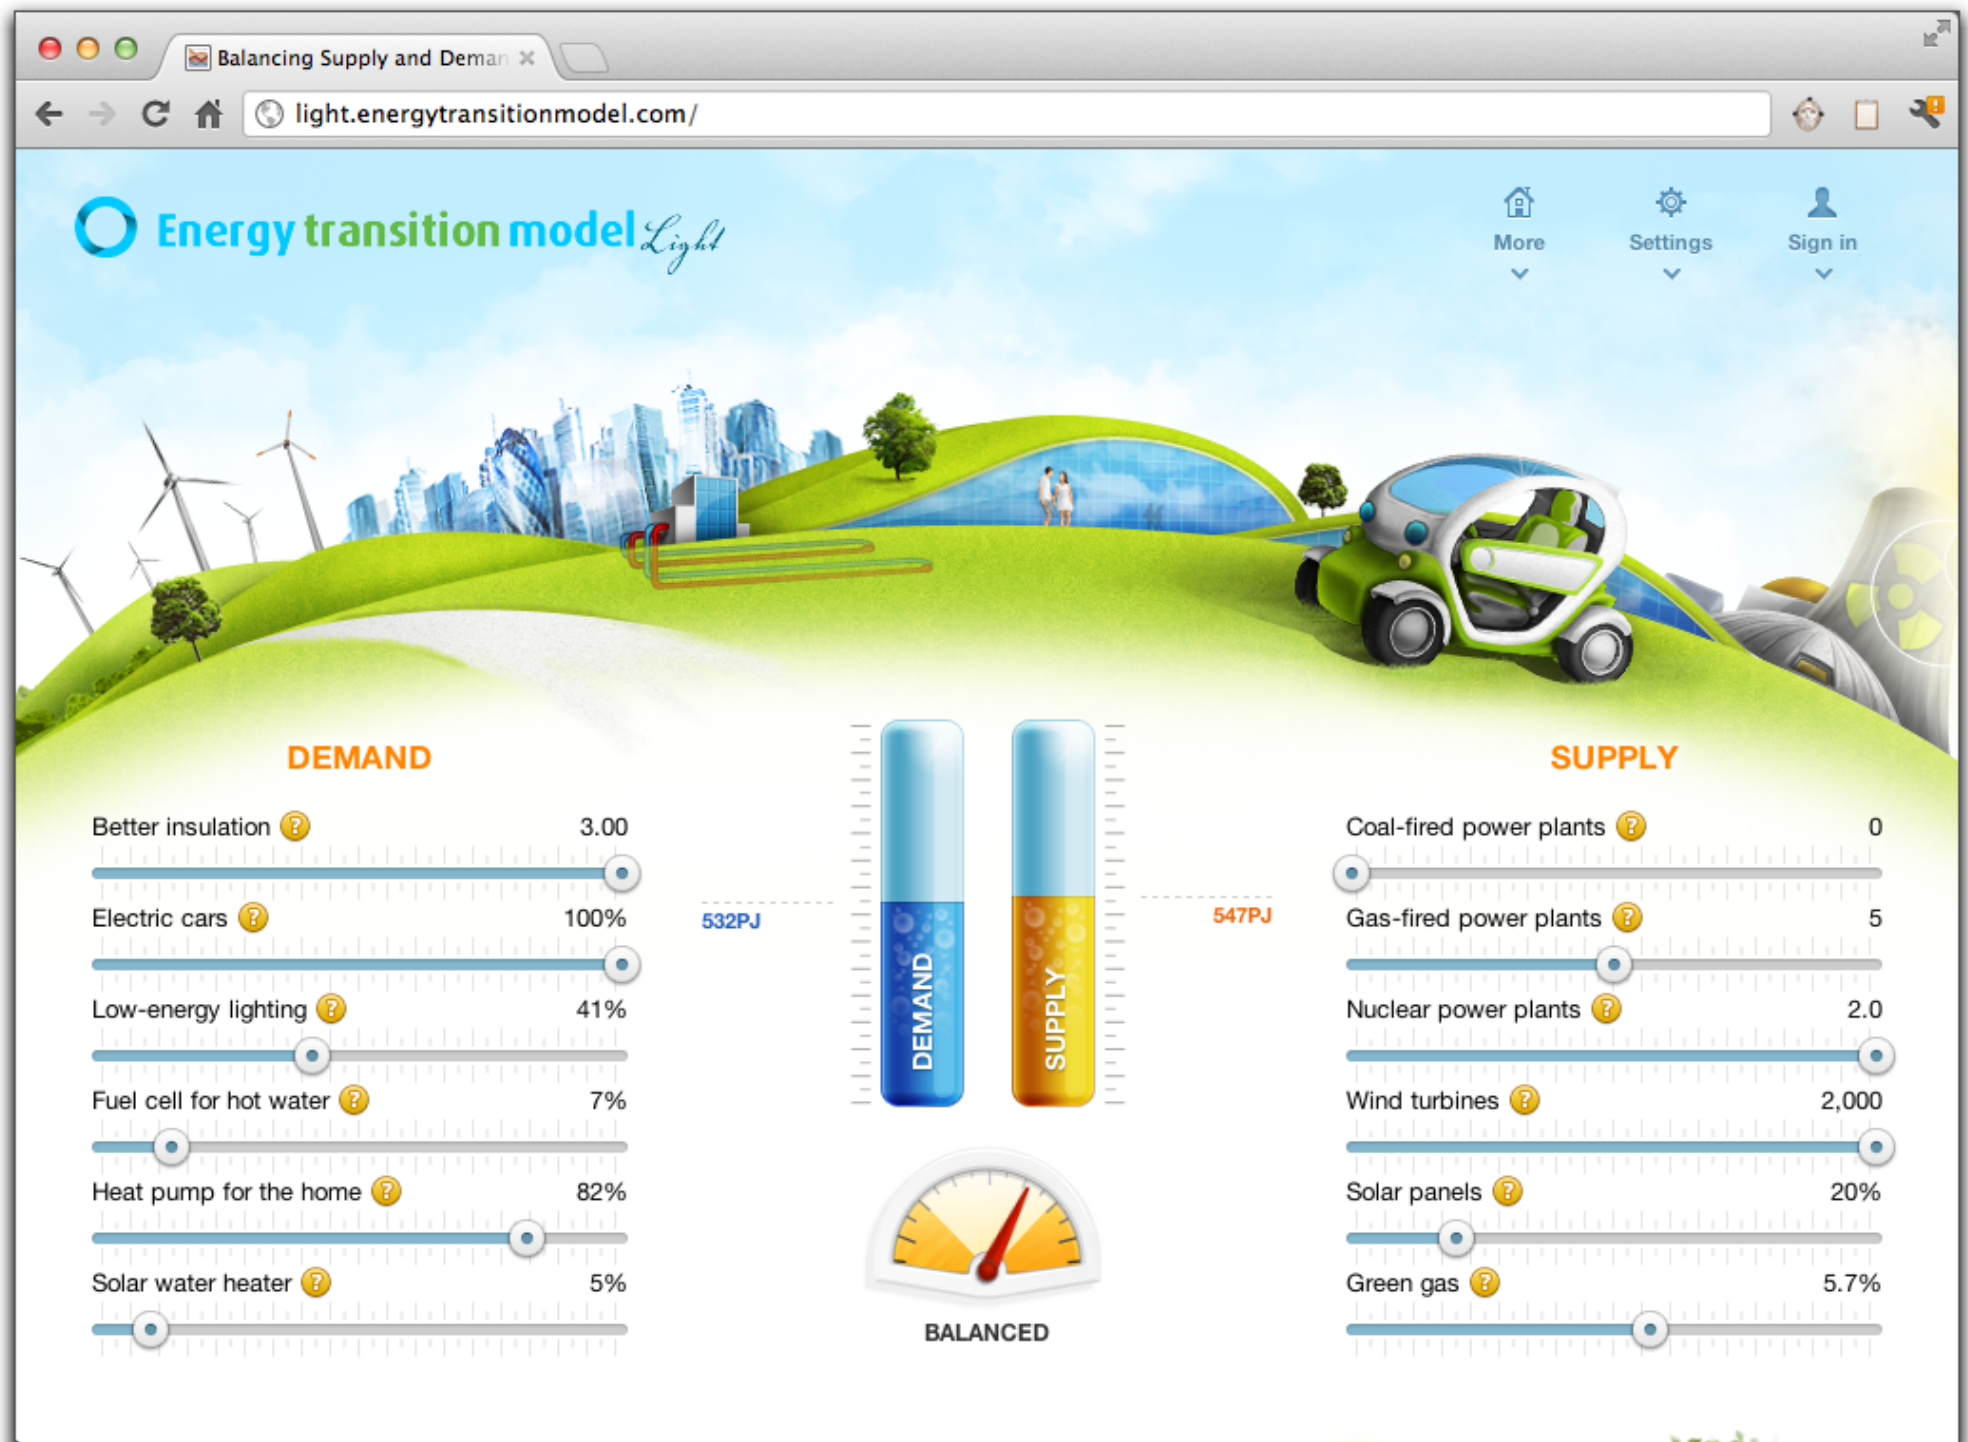 Balancing Supply and Deman
light.energytransitionmodel.com/
Energy transition model Light
More
Settings
Sign in
DEMAND
Better insulation ? 3.00
Electric cars ? 100%
Low-energy lighting ? 41%
Fuel cell for hot water ? 7%
Heat pump for the home ? 82%
Solar water heater ? 5%
532PJ
DEMAND
SUPPLY
547PJ
BALANCED
SUPPLY
Coal-fired power plants ? 0
Gas-fired power plants ? 5
Nuclear power plants ? 2.0
Wind turbines ? 2,000
Solar panels ? 20%
Green gas ? 5.7%